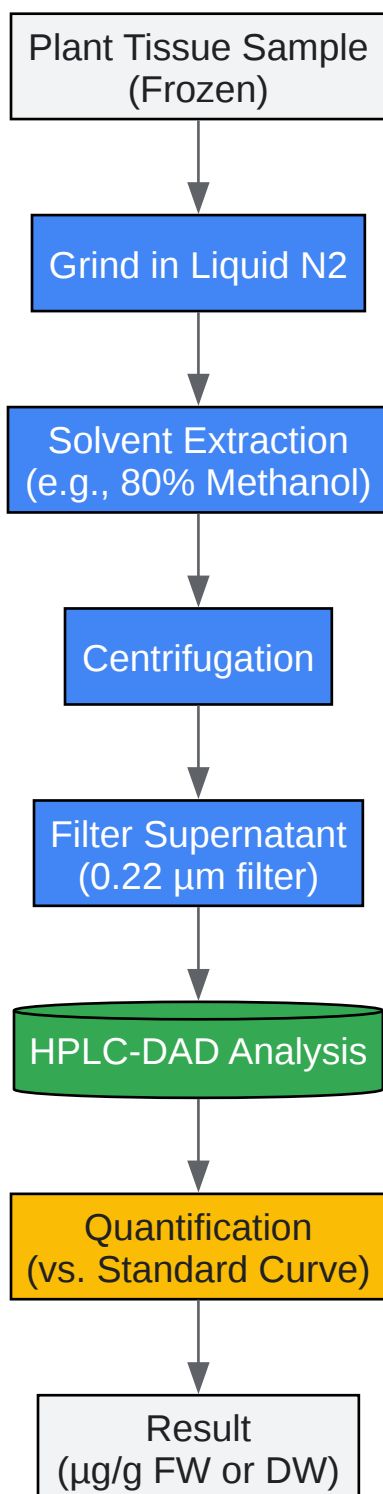 Plant Tissue Sample
(Frozen)
Grind in Liquid N2
Solvent Extraction
(e.g., 80% Methanol)
Centrifugation
Filter Supernatant
(0.22 µm filter)
HPLC-DAD Analysis
Quantification
(vs. Standard Curve)
Result
(µg/g FW or DW)